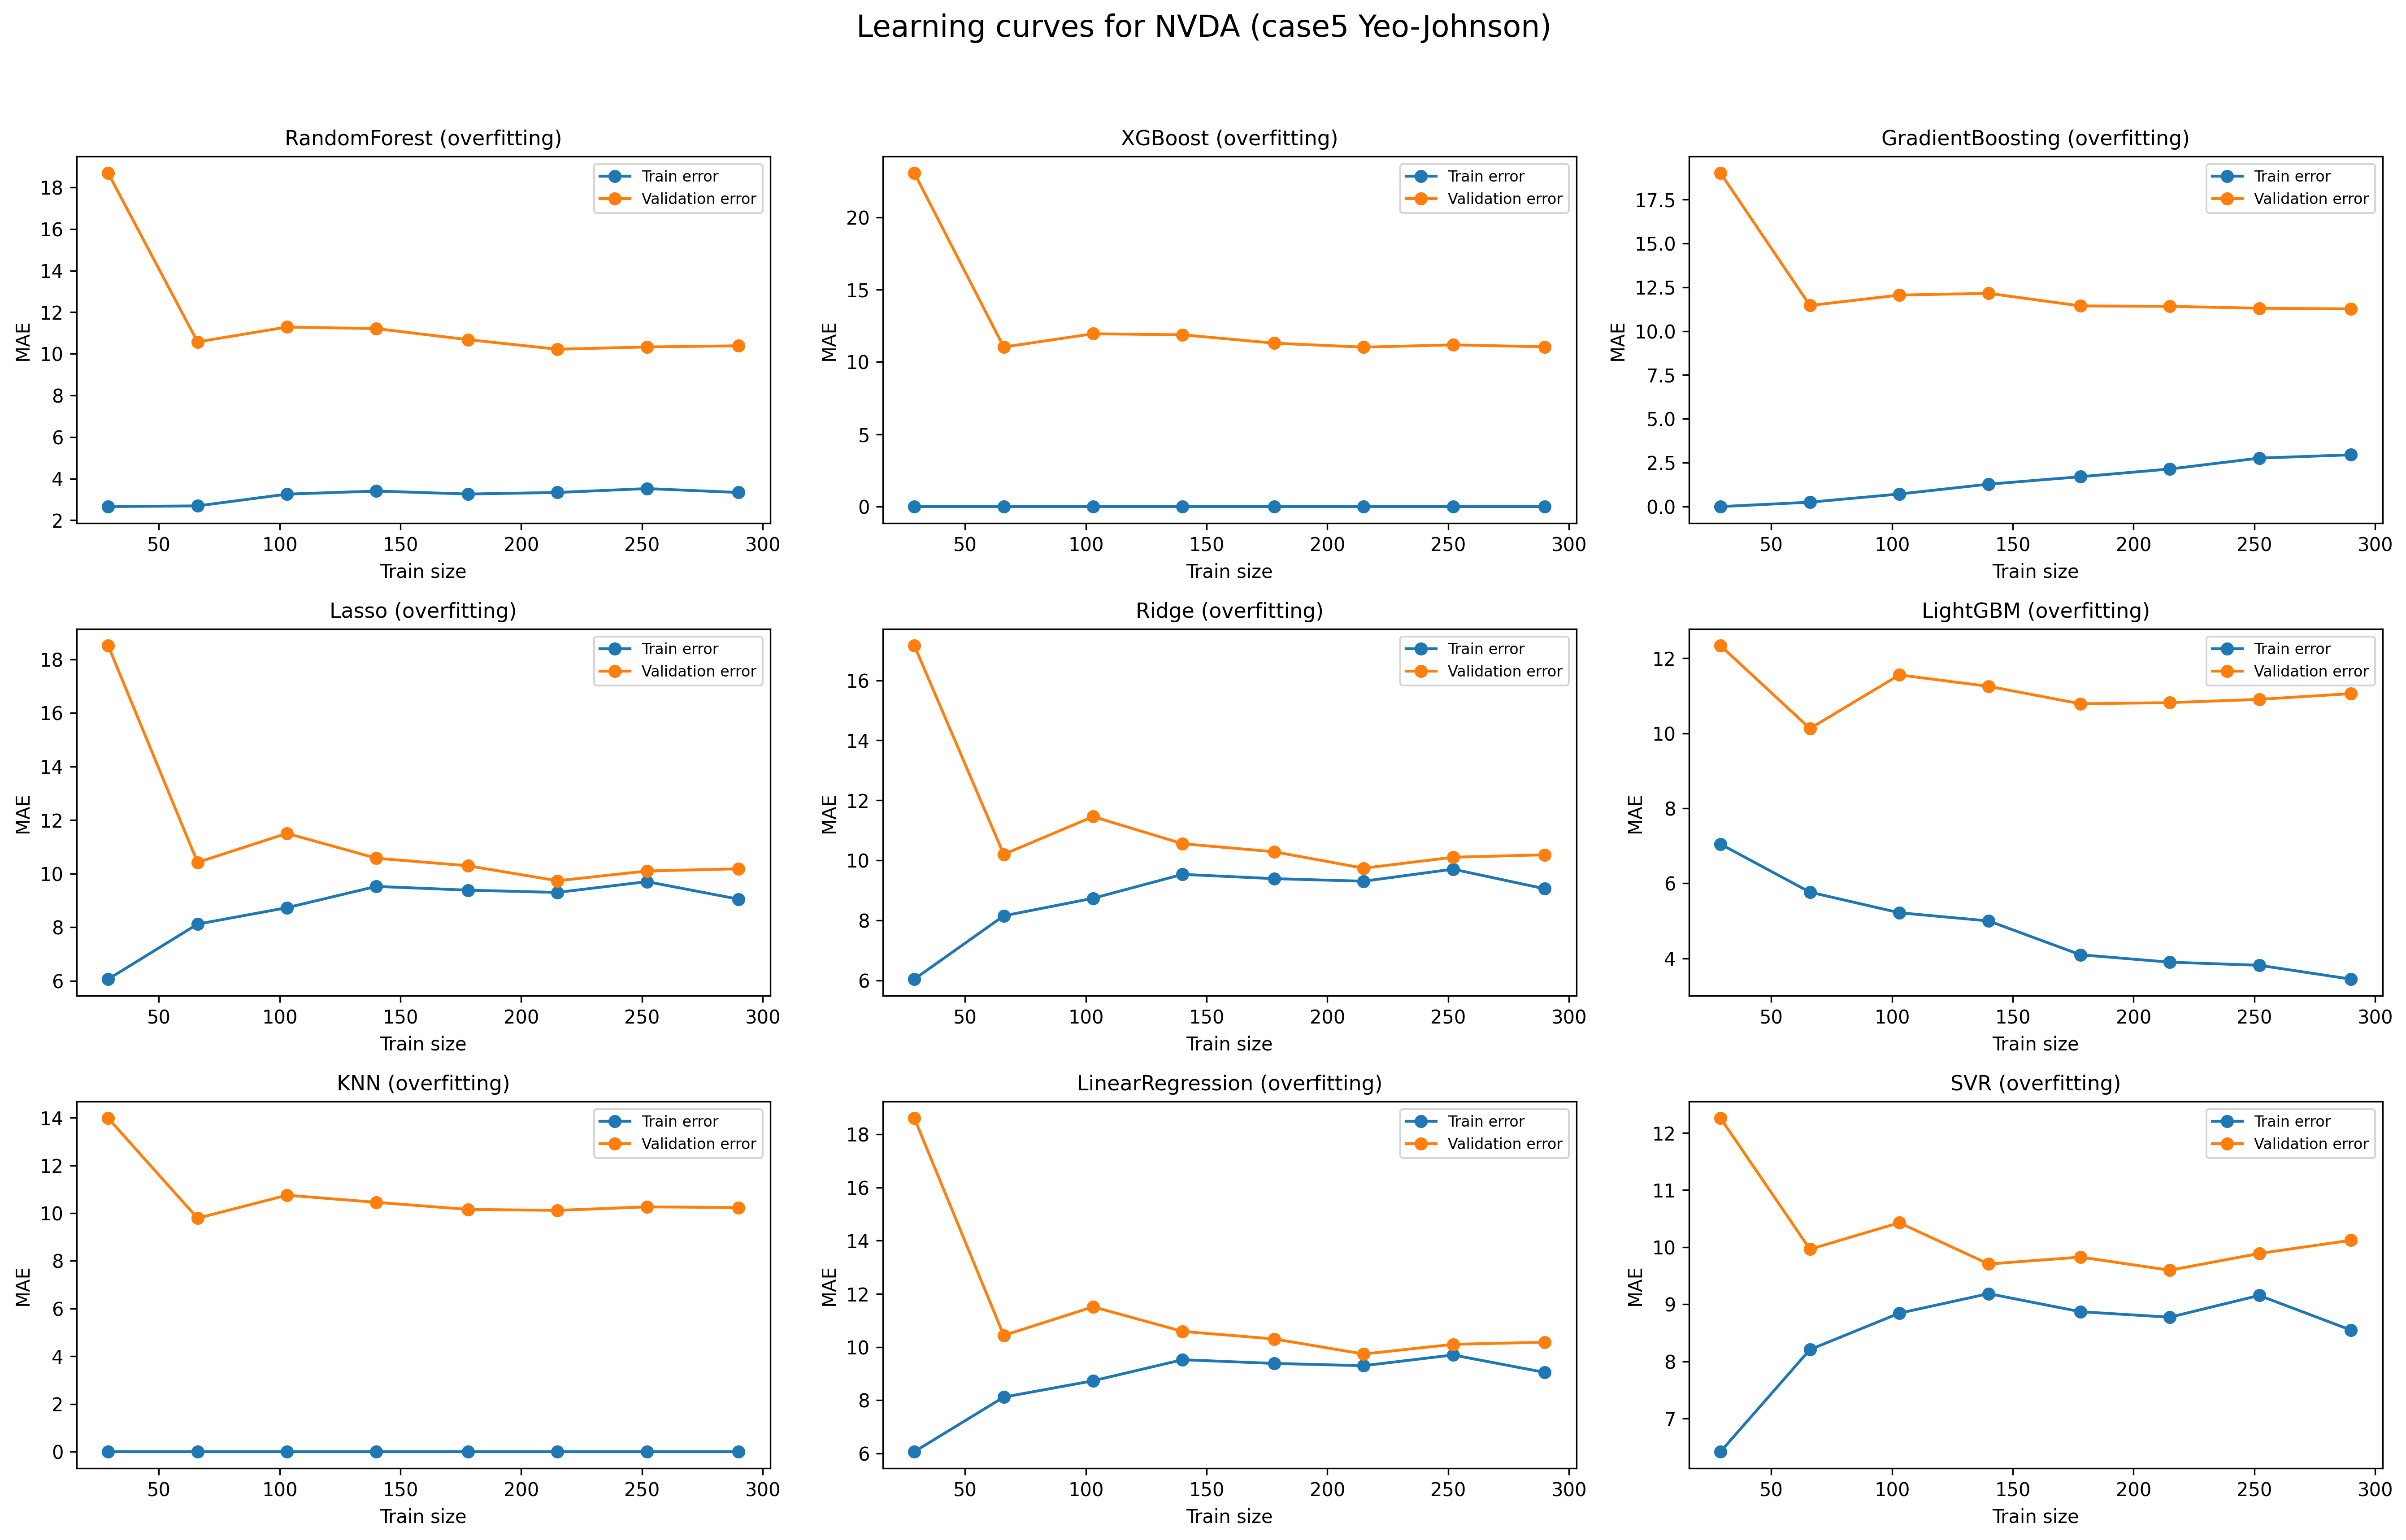 Learning curves for NVDA (case5 Yeo-Johnson)
RandomForest (overfitting)
Train error
Validation error
MAE
18
16
14
12
10
8
6
4
2
50 100 150 200 250 300
Train size
XGBoost (overfitting)
Train error
Validation error
MAE
20
15
10
5
0
50 100 150 200 250 300
Train size
GradientBoosting (overfitting)
Train error
Validation error
MAE
17.5
15.0
12.5
10.0
7.5
5.0
2.5
0.0
50 100 150 200 250 300
Train size
Lasso (overfitting)
Train error
Validation error
MAE
18
16
14
12
10
8
6
50 100 150 200 250 300
Train size
Ridge (overfitting)
Train error
Validation error
MAE
16
14
12
10
8
6
50 100 150 200 250 300
Train size
LightGBM (overfitting)
Train error
Validation error
MAE
12
10
8
6
4
50 100 150 200 250 300
Train size
KNN (overfitting)
Train error
Validation error
MAE
14
12
10
8
6
4
2
0
50 100 150 200 250 300
Train size
LinearRegression (overfitting)
Train error
Validation error
MAE
18
16
14
12
10
8
6
50 100 150 200 250 300
Train size
SVR (overfitting)
Train error
Validation error
MAE
12
11
10
9
8
7
50 100 150 200 250 300
Train size